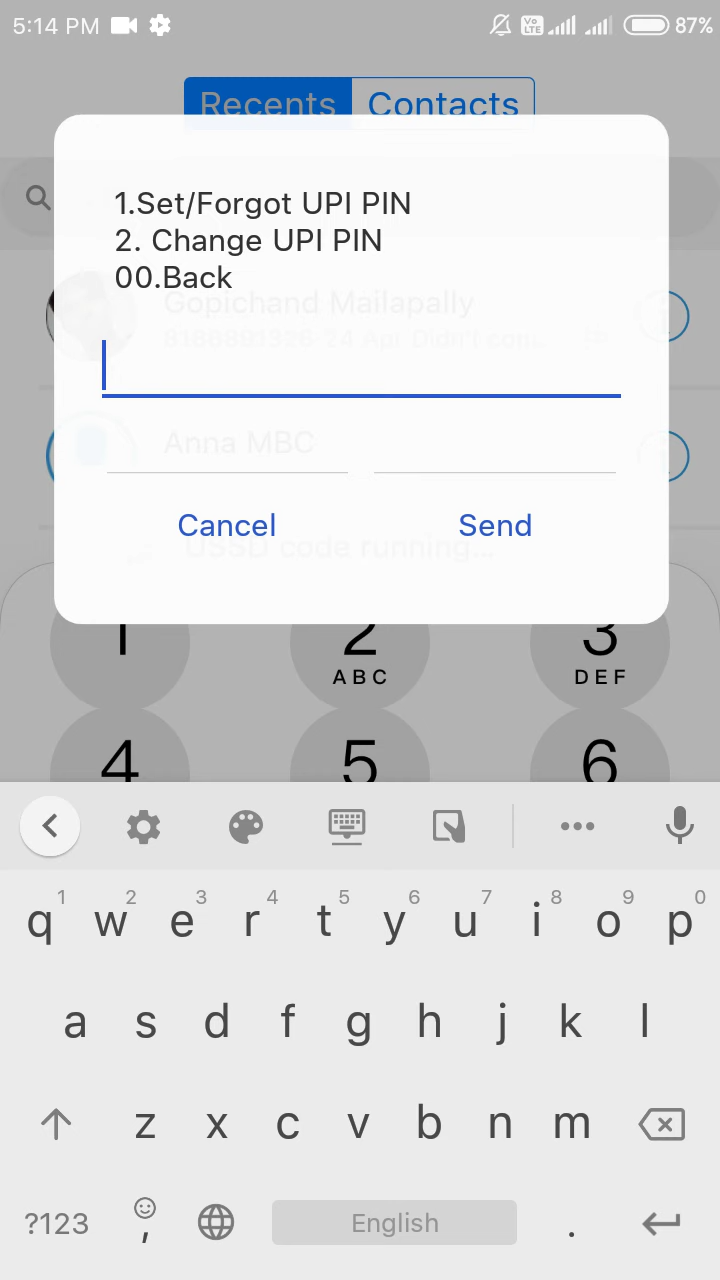 5:14 PM
Vo LTE
87%
Recents Contacts
1.Set/Forgot UPI PIN
2. Change UPI PIN
00.Back
Gopichand Mailapally
Anna MBC
Cancel Send
USSD code running...
1 2 3
ABC DEF
4 5 6
1 2 3 4 5 6 7 8 9 0
q w e r t y u i o p
a s d f g h j k l
z x c v b n m
?123 , English .